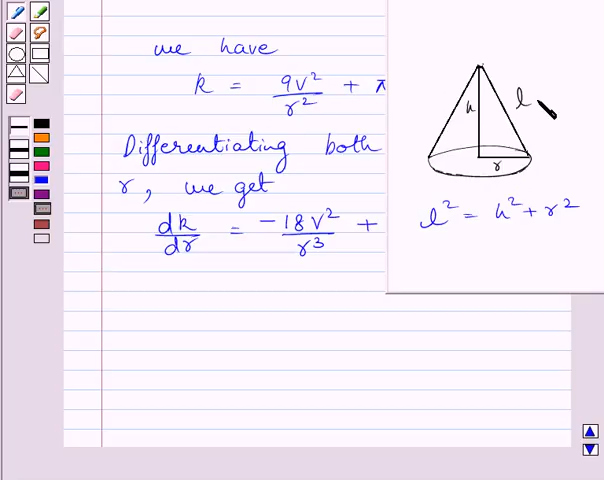 we have
k = 9v²/r² + π
Differentiating both
r, we get
dk/dr = -18v²/r³ +
h
l
r
l² = h² + r²